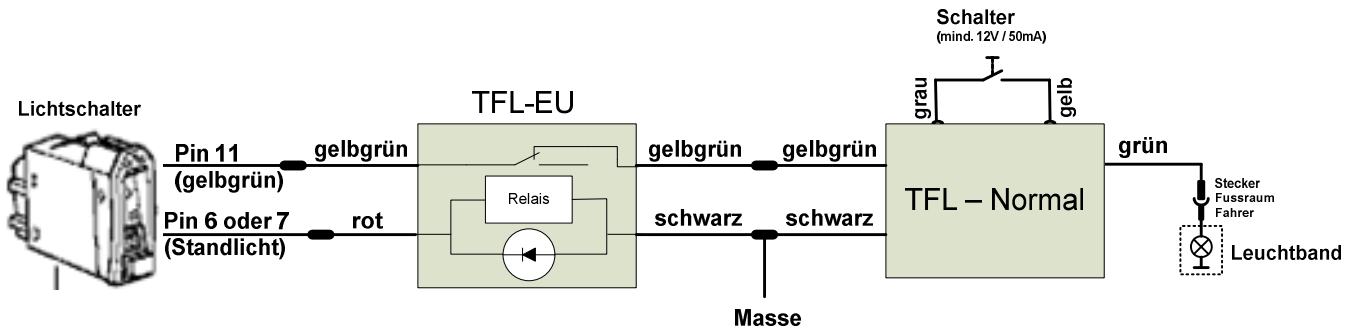 Schalter
(mind. 12V / 50mA)
Lichtschalter
TFL-EU
grau
gelb
Pin 11
(gelbgrün)
gelbgrün
gelbgrün
gelbgrün
grün
Relais
TFL – Normal
Stecker
Fussraum
Fahrer
Pin 6 oder 7
(Standlicht)
rot
schwarz
schwarz
Leuchtband
Masse